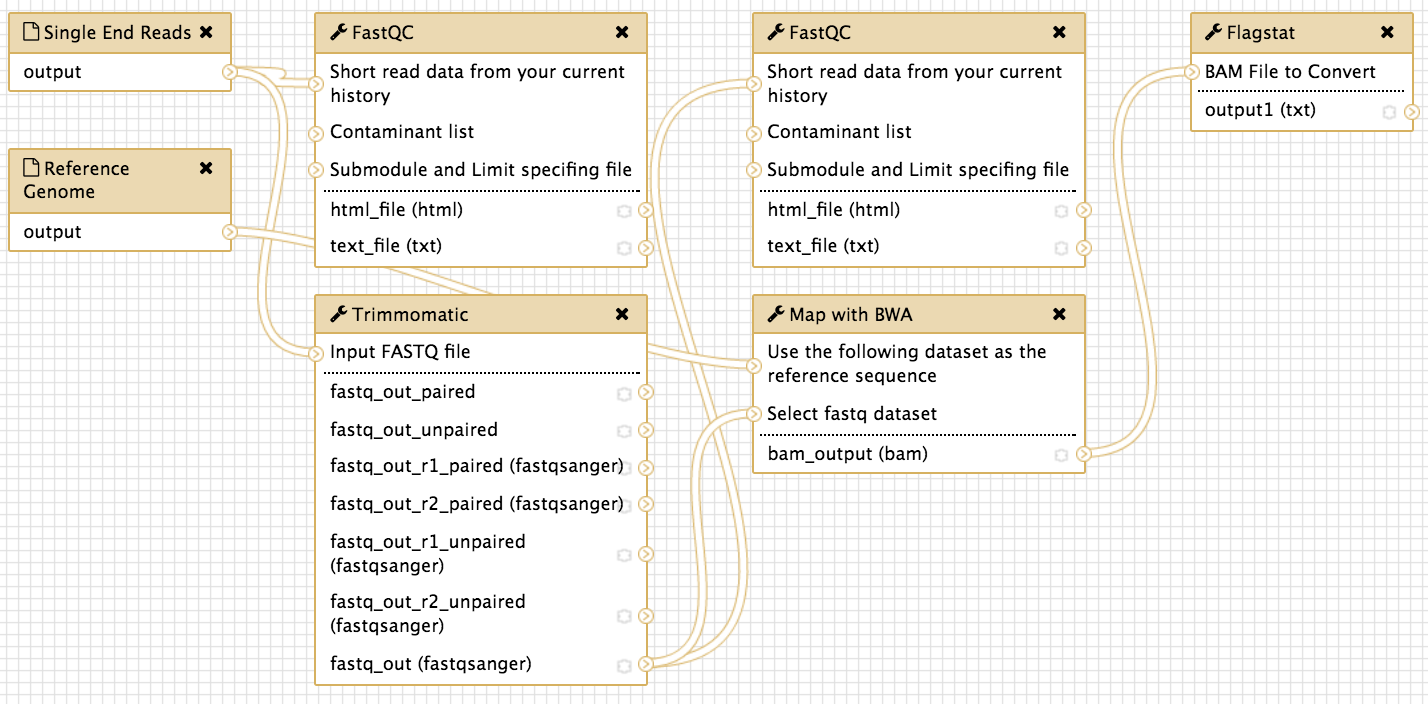 Single End Reads
output
Reference
Genome
output
FastQC
Short read data from your current
history
Contaminant list
Submodule and Limit specifing file
html_file (html)
text_file (txt)
Trimmomatic
Input FASTQ file
fastq_out_paired
fastq_out_unpaired
fastq_out_r1_paired (fastqsanger)
fastq_out_r2_paired (fastqsanger)
fastq_out_r1_unpaired
(fastqsanger)
fastq_out_r2_unpaired
(fastqsanger)
fastq_out (fastqsanger)
FastQC
Short read data from your current
history
Contaminant list
Submodule and Limit specifing file
html_file (html)
text_file (txt)
Map with BWA
Use the following dataset as the
reference sequence
Select fastq dataset
bam_output (bam)
Flagstat
BAM File to Convert
output1 (txt)